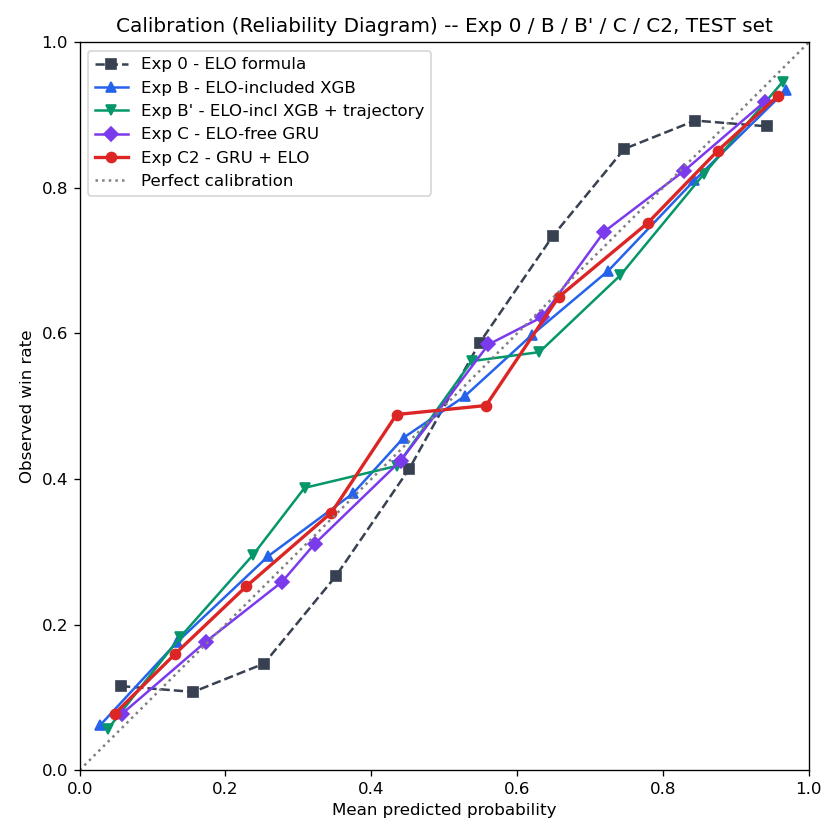 Calibration (Reliability Diagram) -- Exp 0 / B / B' / C / C2, TEST set
Exp 0 - ELO formula
Exp B - ELO-included XGB
Exp B' - ELO-incl XGB + trajectory
Exp C - ELO-free GRU
Exp C2 - GRU + ELO
Perfect calibration
1.0
0.8
0.6
0.4
0.2
0.0
Observed win rate
0.0 0.2 0.4 0.6 0.8 1.0
Mean predicted probability